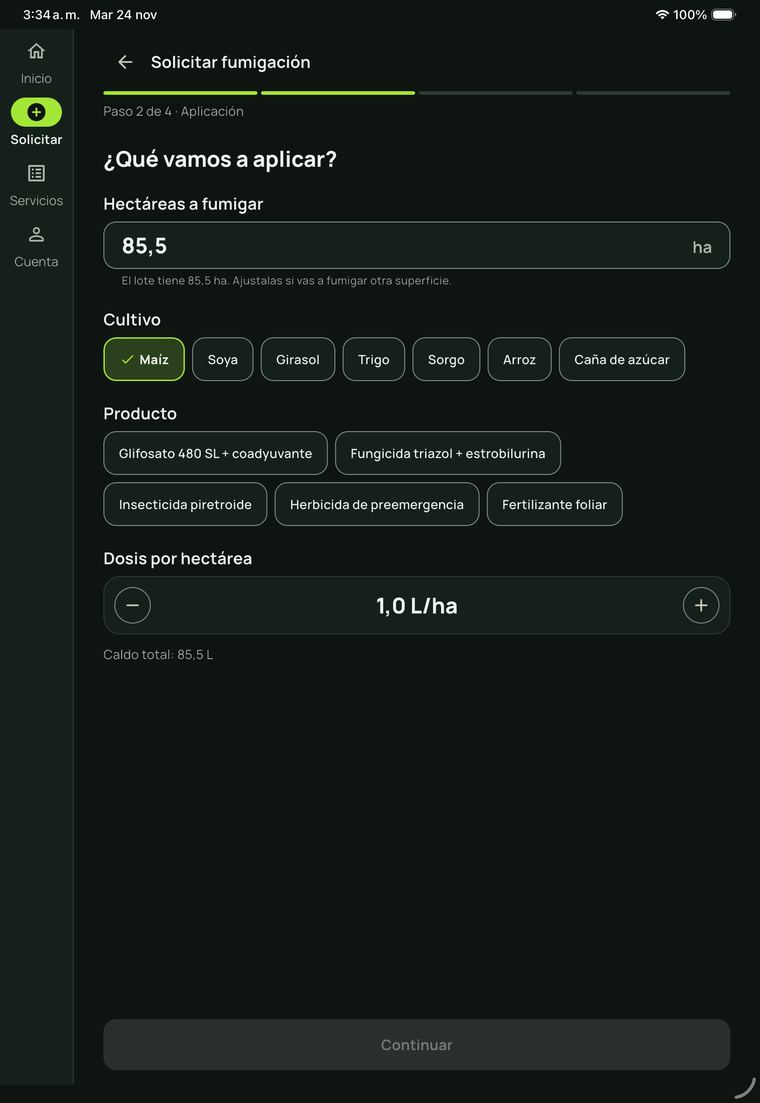 3:34 a. m. Mar 24 nov
100%
Inicio
Solicitar
Servicios
Cuenta
Solicitar fumigación
Paso 2 de 4 · Aplicación
¿Qué vamos a aplicar?
Hectáreas a fumigar
85,5 ha
El lote tiene 85,5 ha. Ajustalas si vas a fumigar otra superficie.
Cultivo
Maíz Soya Girasol Trigo Sorgo Arroz Caña de azúcar
Producto
Glifosato 480 SL + coadyuvante Fungicida triazol + estrobilurina
Insecticida piretroide Herbicida de preemergencia Fertilizante foliar
Dosis por hectárea
1,0 L/ha
Caldo total: 85,5 L
Continuar